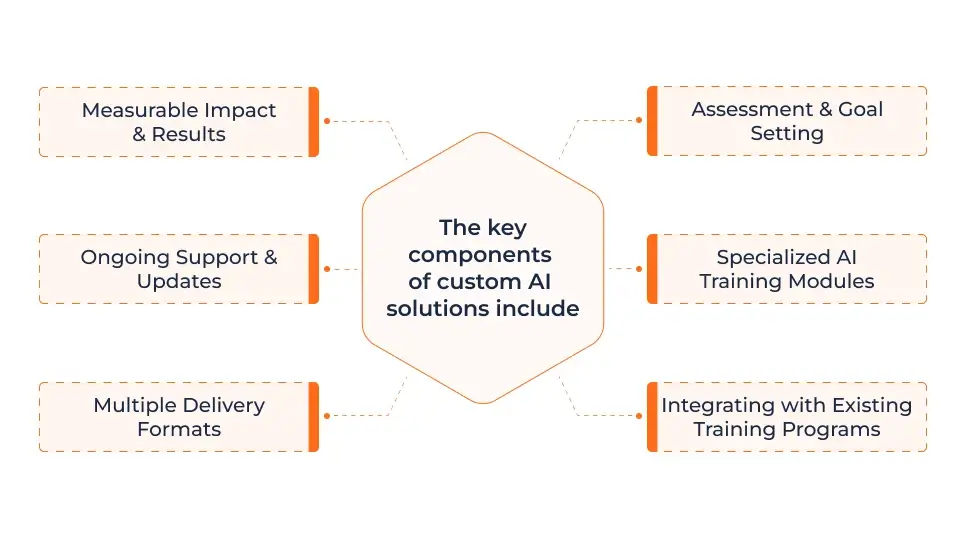 Measurable Impact
& Results
Ongoing Support &
Updates
Multiple Delivery
Formats
The key
components
of custom AI
solutions include
Assessment & Goal
Setting
Specialized AI
Training Modules
Integrating with Existing
Training Programs